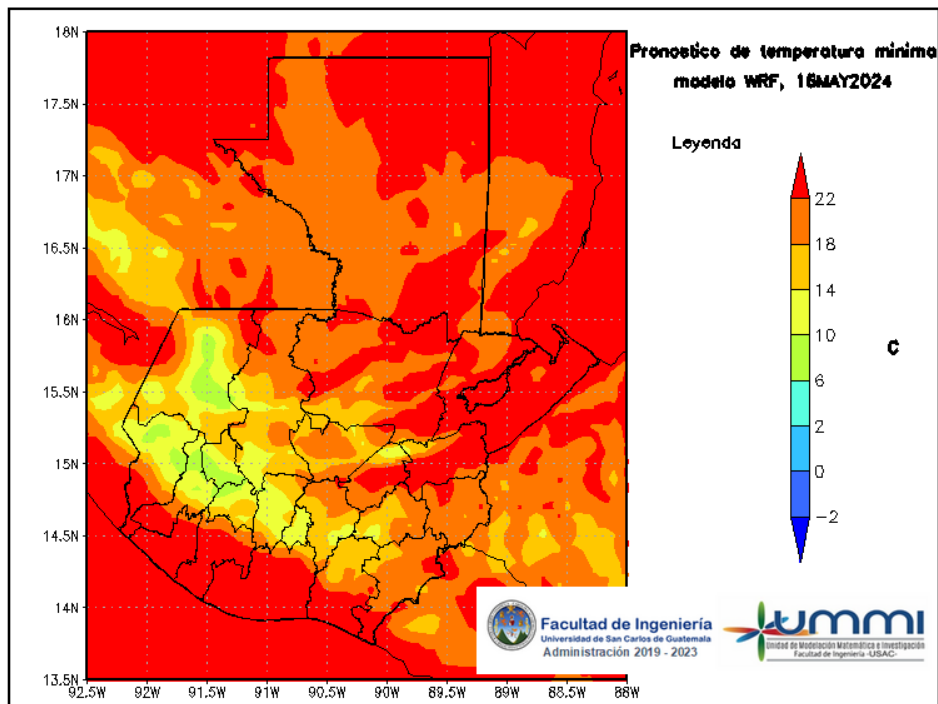 Pronostico de temperatura minima
modelo WRF, 16MAY2024
Leyenda
22
18
14
10
6
2
0
−2
C
18N
17.5N
17N
16.5N
16N
15.5N
15N
14.5N
14N
13.5N
92.5W 92W 91.5W 91W 90.5W 90W 89.5W 89W 88.5W 88W
Facultad de Ingeniería
Universidad de San Carlos de Guatemala
Administración 2019 - 2023
ummi
Unidad de Modelación Matemática e Investigación
Facultad de Ingeniería -USAC-